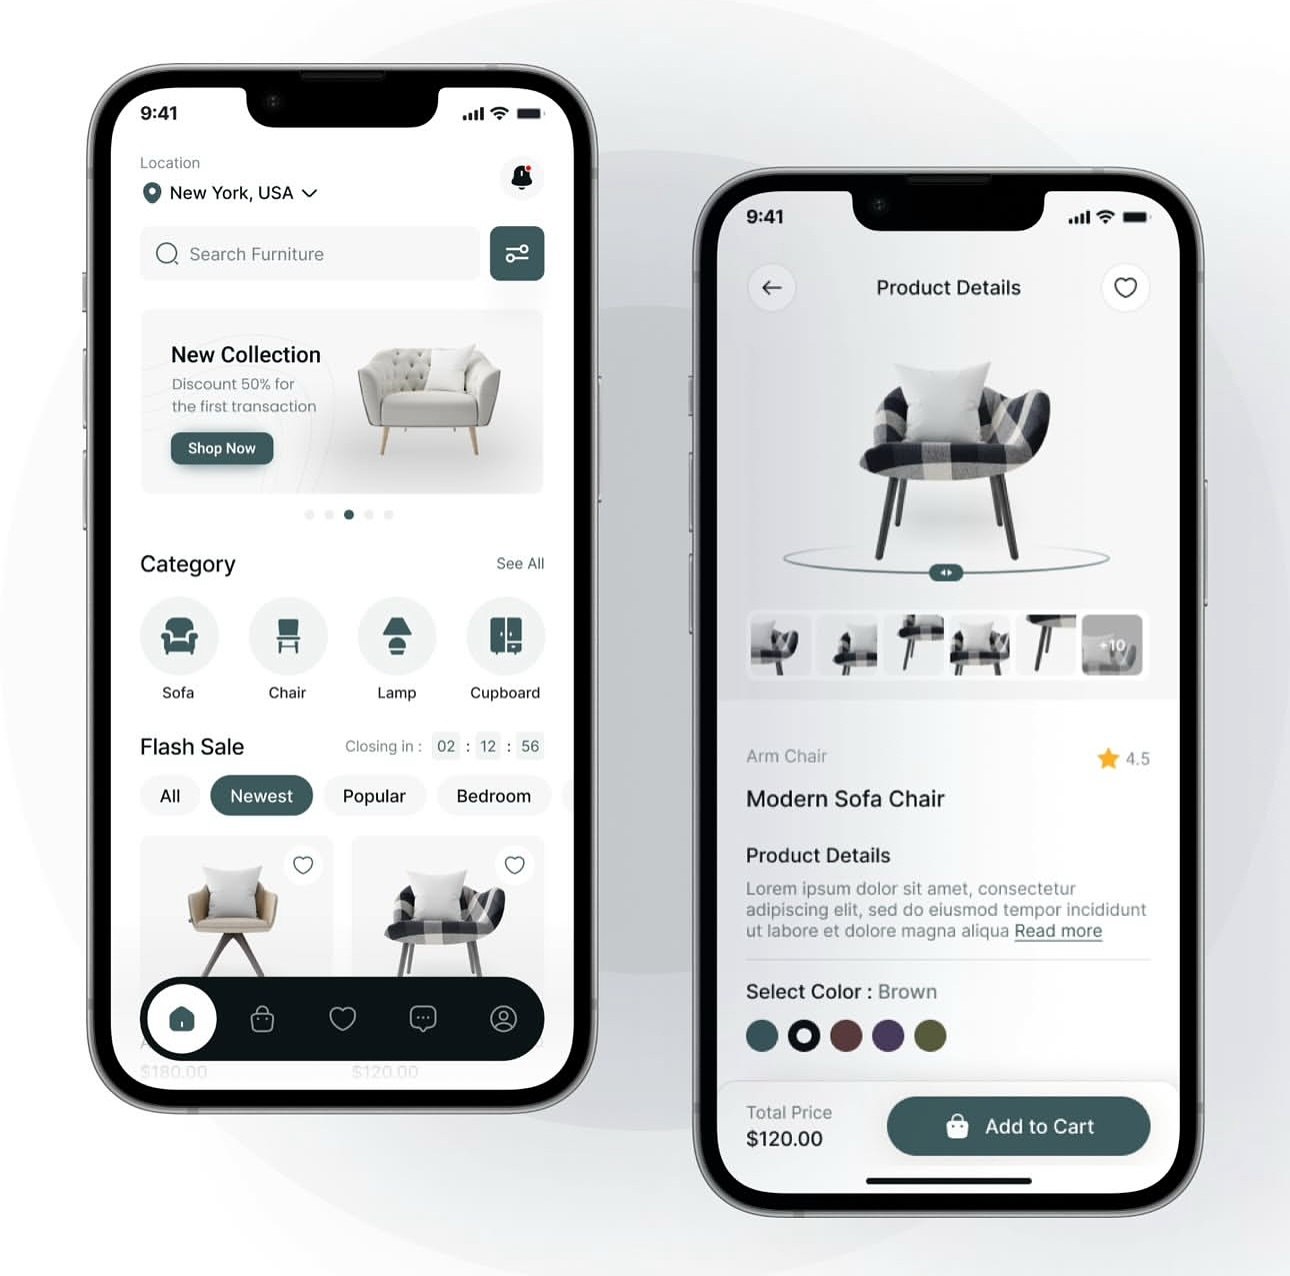 9:41
Location
New York, USA
Search Furniture
New Collection
Discount 50% for
the first transaction
Shop Now
Category
See All
Sofa
Chair
Lamp
Cupboard
Flash Sale
Closing in : 02 : 12 : 56
All
Newest
Popular
Bedroom
$180.00
$120.00
9:41
Product Details
+10
Arm Chair
4.5
Modern Sofa Chair
Product Details
Lorem ipsum dolor sit amet, consectetur
adipiscing elit, sed do eiusmod tempor incididunt
ut labore et dolore magna aliqua Read more
Select Color : Brown
Total Price
$120.00
Add to Cart